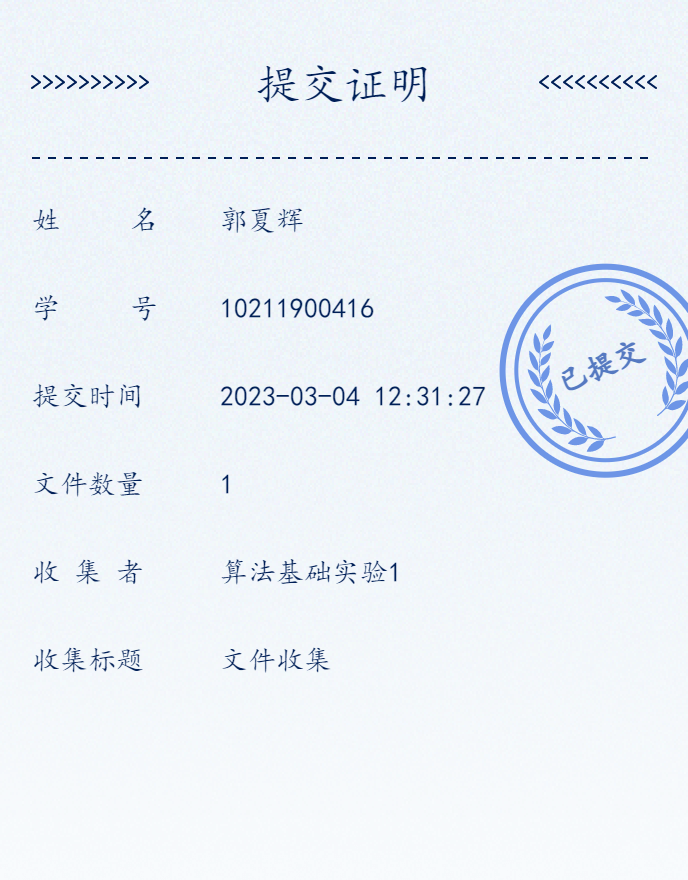 >>>>>>>>>> 提交证明 <<<<<<<<<<
姓 名 郭夏辉
学 号 10211900416
提交时间 2023-03-04 12:31:27
已提交
文件数量 1
收 集 者 算法基础实验1
收集标题 文件收集